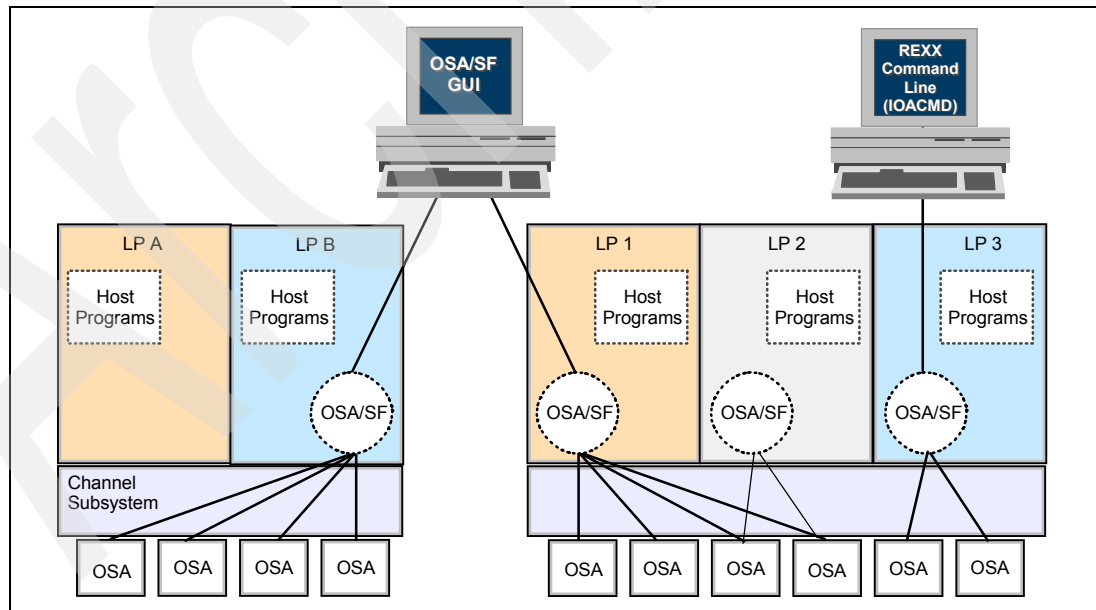 OSA/SF
GUI
REXX
Command
Line
(IOACMD)
LP A
LP B
LP 1
LP 2
LP 3
Host
Programs
Host
Programs
Host
Programs
Host
Programs
Host
Programs
OSA/SF
OSA/SF
OSA/SF
OSA/SF
Channel
Subsystem
OSA
OSA
OSA
OSA
OSA
OSA
OSA
OSA
OSA
OSA